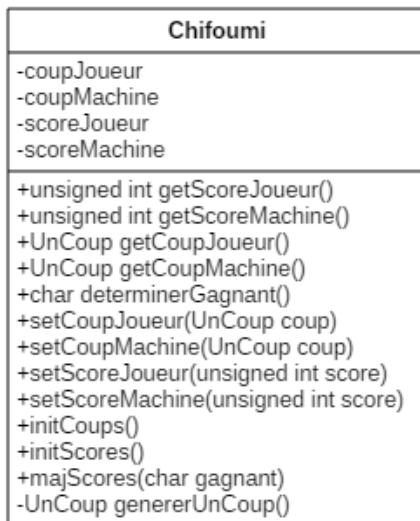 Chifoumi
-coupJoueur
-coupMachine
-scoreJoueur
-scoreMachine
+unsigned int getScoreJoueur()
+unsigned int getScoreMachine()
+UnCoup getCoupJoueur()
+UnCoup getCoupMachine()
+char determinerGagnant()
+setCoupJoueur(UnCoup coup)
+setCoupMachine(UnCoup coup)
+setScoreJoueur(unsigned int score)
+setScoreMachine(unsigned int score)
+initCoups()
+initScores()
+majScores(char gagnant)
-UnCoup genererUnCoup()